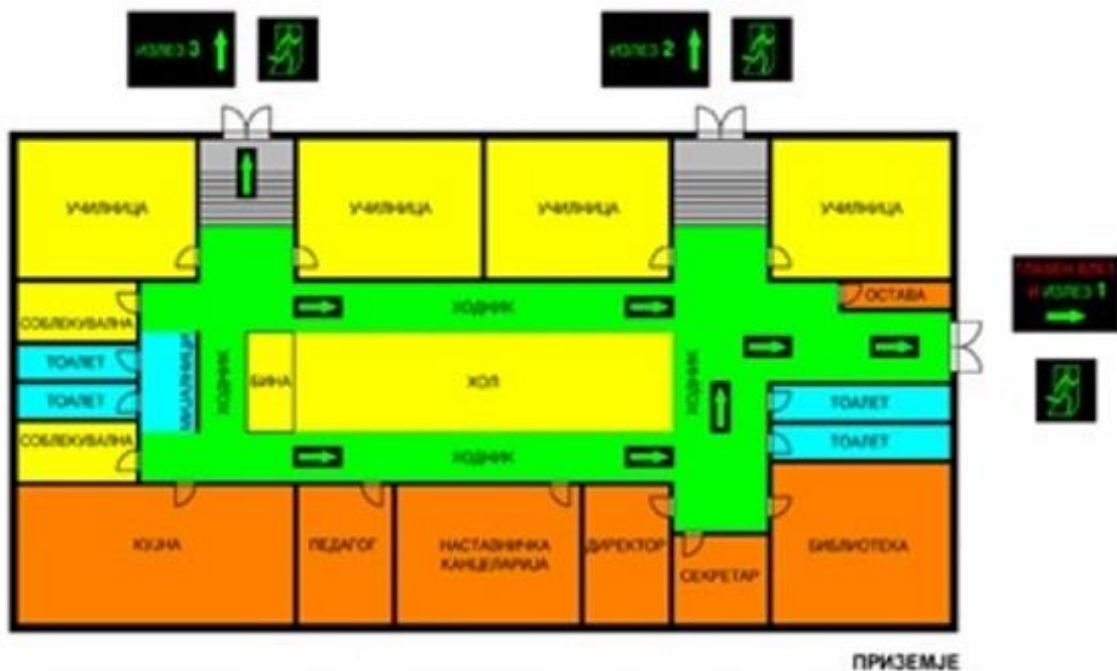 ИЗЛЕЗ 3
ИЗЛЕЗ 2
УЧИЛНИЦА
УЧИЛНИЦА
УЧИЛНИЦА
УЧИЛНИЦА
ГЛАВЕН ВЛЕЗ
И ИЗЛЕЗ 1
СОБЛЕКУВАЛНА
ХОДНИК
ОСТАВА
ТОАЛЕТ
ТОАЛЕТ
МИЈАЛНИЦИ
ХОДНИК
БИНА
ХОЛ
ХОДНИК
ТОАЛЕТ
ТОАЛЕТ
СОБЛЕКУВАЛНА
ХОДНИК
КУЈНА
ПЕДАГОГ
НАСТАВНИЧКА
КАНЦЕЛАРИЈА
ДИРЕКТОР
СЕКРЕТАР
БИБЛИОТЕКА
ПРИЗЕМЈЕ